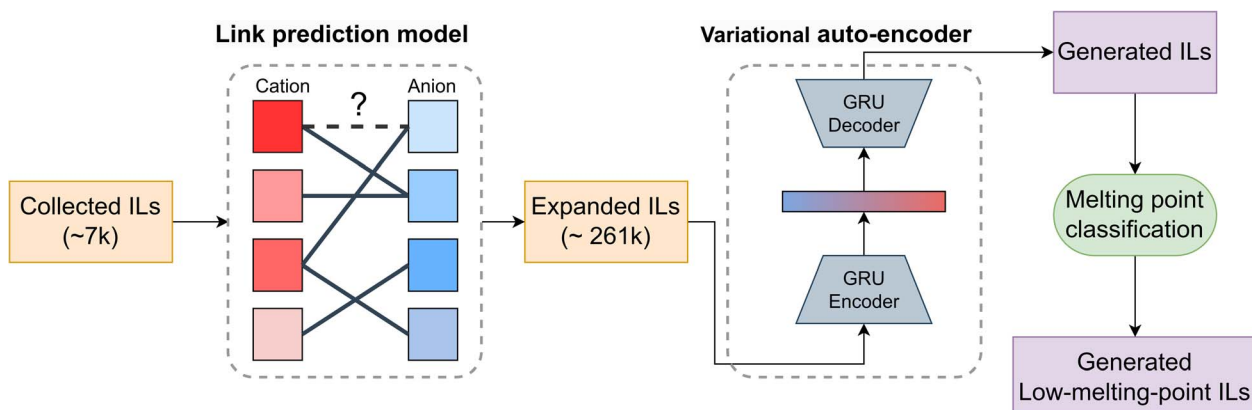 Link prediction model
Cation
Anion
?
Collected ILs
(~7k)
Expanded ILs
(~ 261k)
Variational auto-encoder
GRU
Decoder
GRU
Encoder
Generated ILs
Melting point
classification
Generated
Low-melting-point ILs